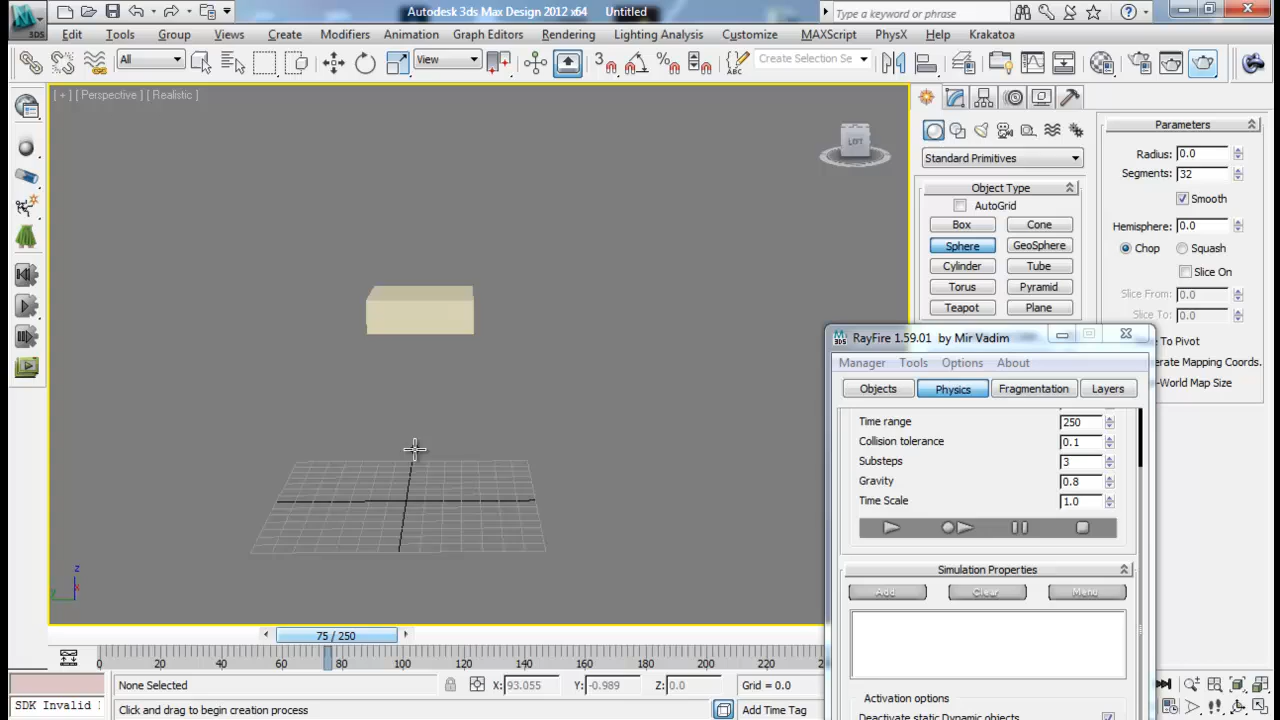 Autodesk 3ds Max Design 2012 x64 Untitled
Type a keyword or phrase
3DS
Edit Tools Group Views Create Modifiers Animation Graph Editors Rendering Lighting Analysis Customize MAXScript PhysX Help Krakatoa
All View 3 Create Selection Se
[ + ] [ Perspective ] [ Realistic ]
LEFT
Standard Primitives
Object Type
AutoGrid
Box Cone
Sphere GeoSphere
Cylinder Tube
Torus Pyramid
Teapot Plane
Parameters
Radius: 0.0
Segments: 32
Smooth
Hemisphere: 0.0
Chop Squash
Slice On
Slice From: 0.0
Slice To: 0.0
e To Pivot
erate Mapping Coords.
-World Map Size
RayFire 1.59.01 by Mir Vadim
Manager Tools Options About
Objects Physics Fragmentation Layers
Time range 250
Collision tolerance 0.1
Substeps 3
Gravity 0.8
Time Scale 1.0
Simulation Properties
Add Clear Menu
Activation options
Deactivate static Dynamic objects
z
x
y
75 / 250
0 20 40 60 80 100 120 140 160 180 200 220
None Selected X: 93.055 Y: -0.989 Z: 0.0 Grid = 0.0
SDK Invalid Click and drag to begin creation process Add Time Tag